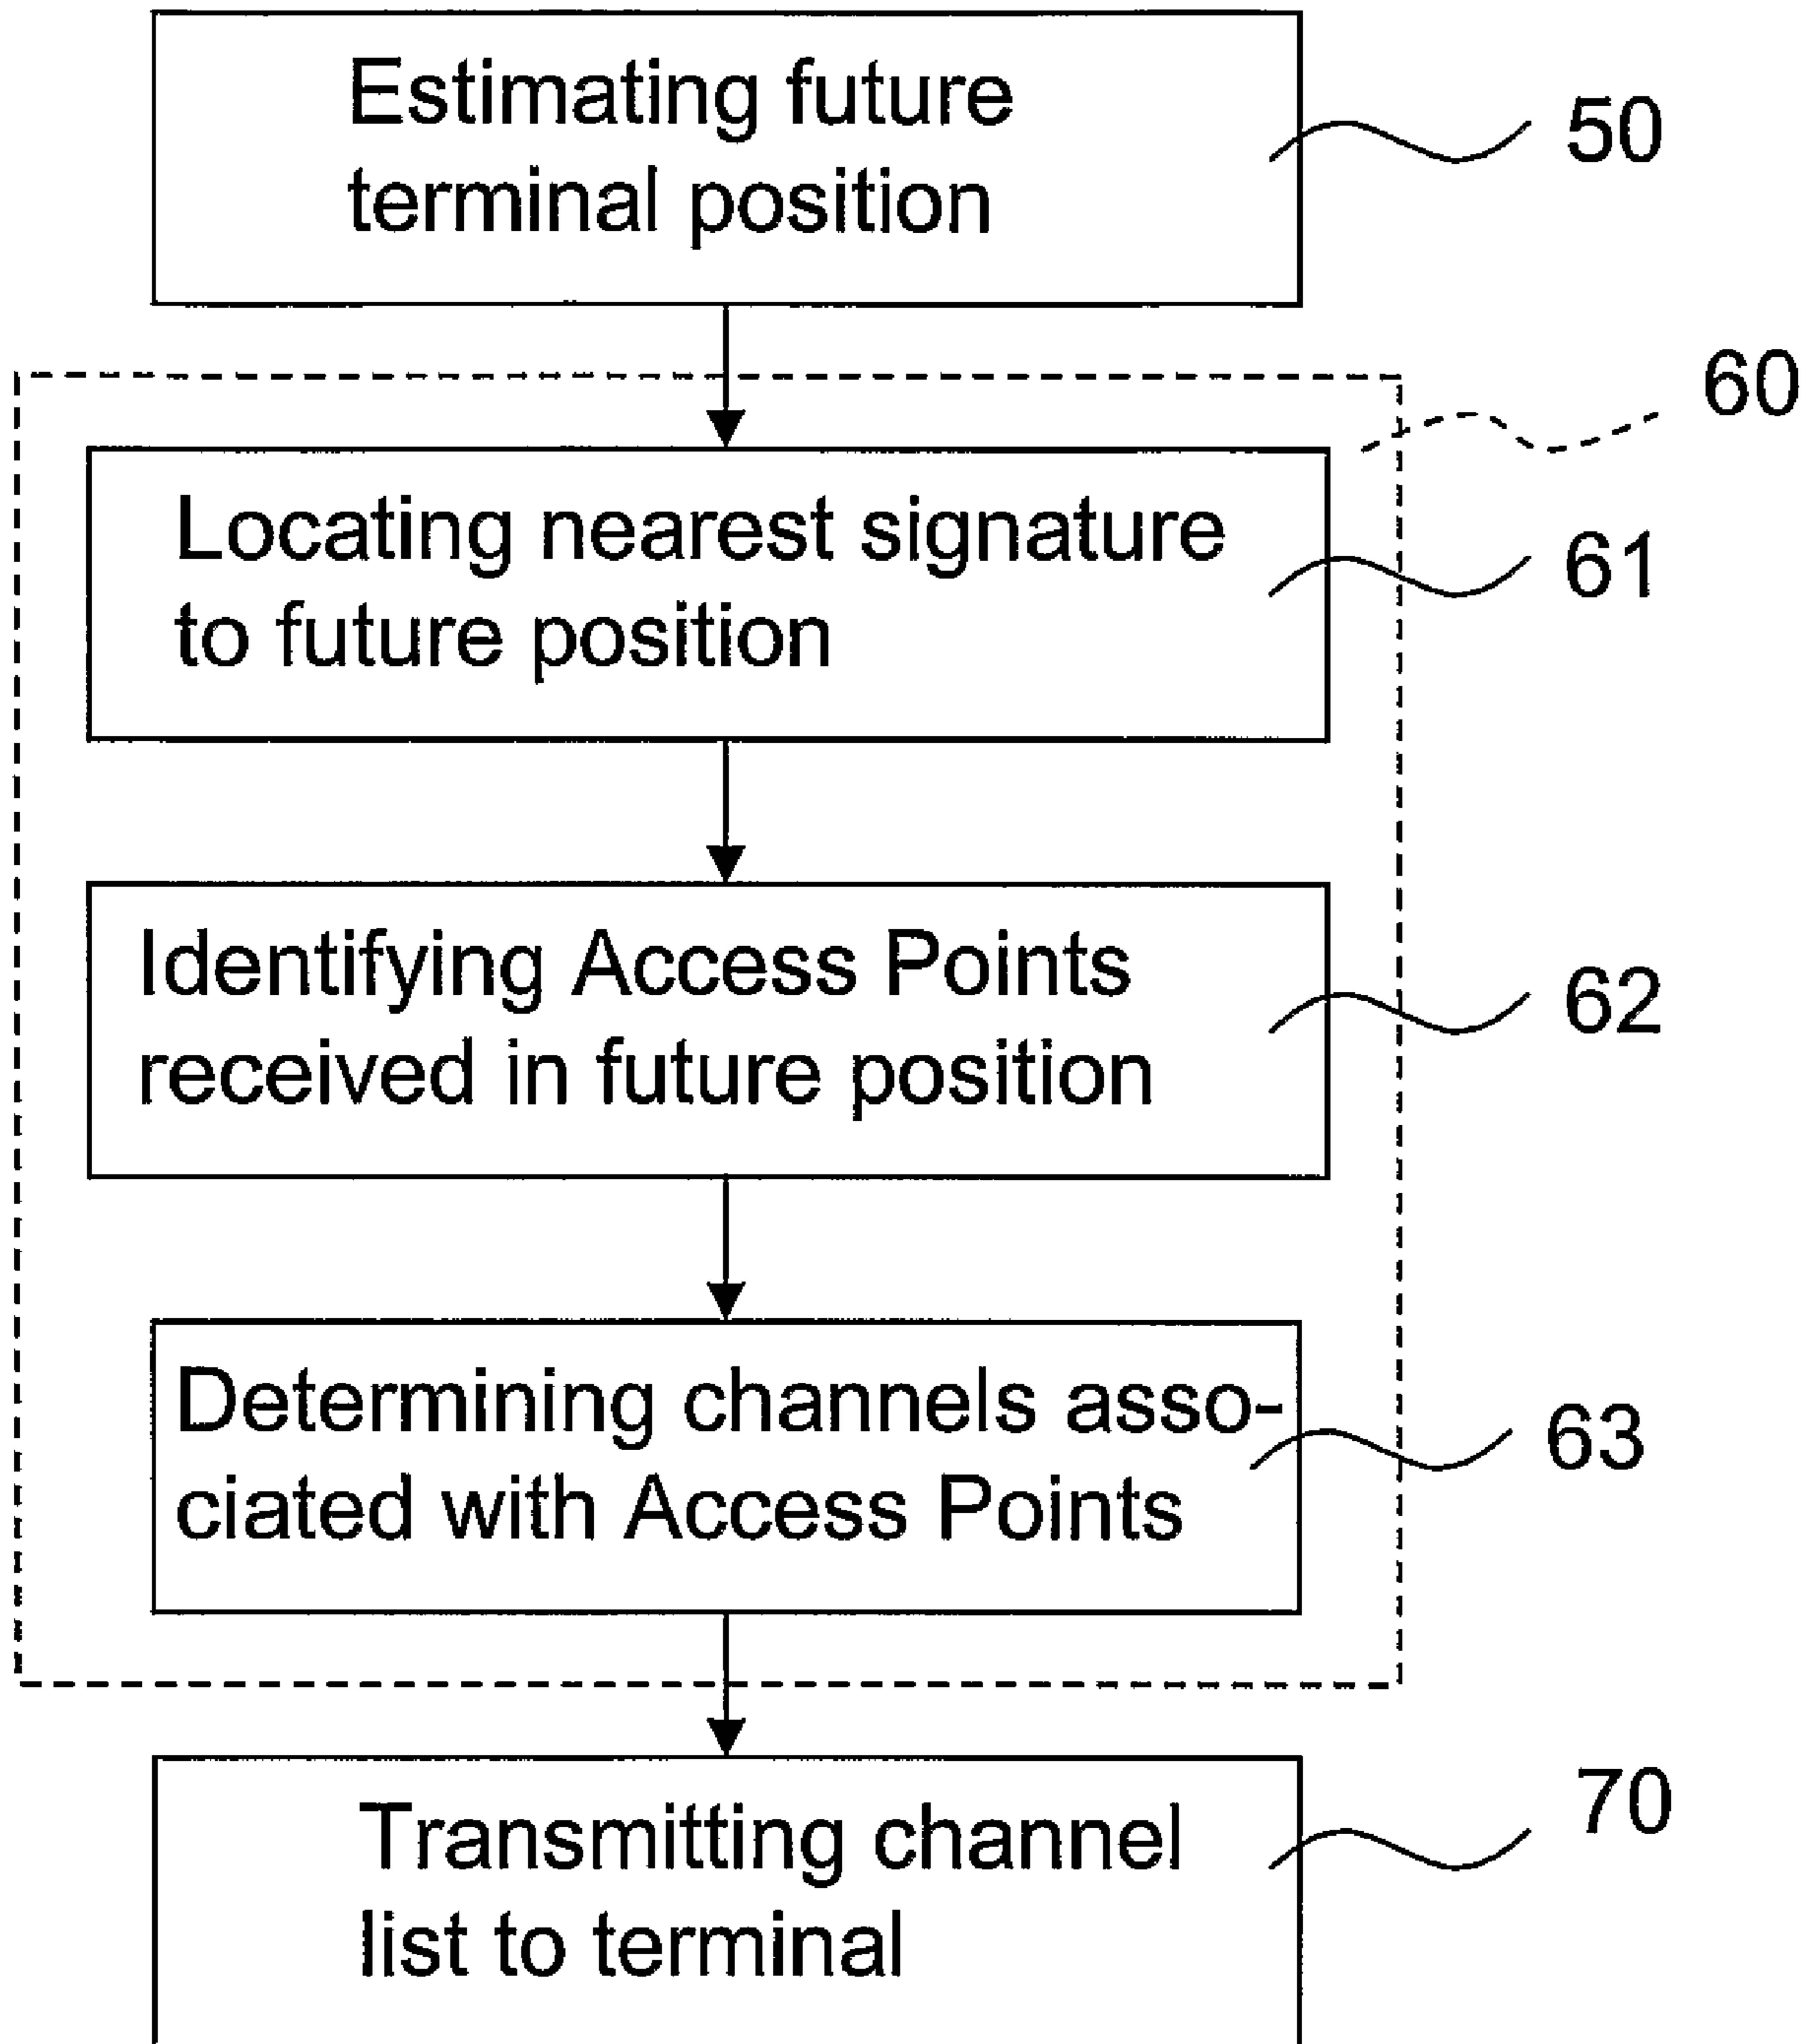 Estimating future
terminal position
50
60
Locating nearest signature
to future position
61
Identifying Access Points
received in future position
62
Determining channels asso-
ciated with Access Points
63
Transmitting channel
list to terminal
70